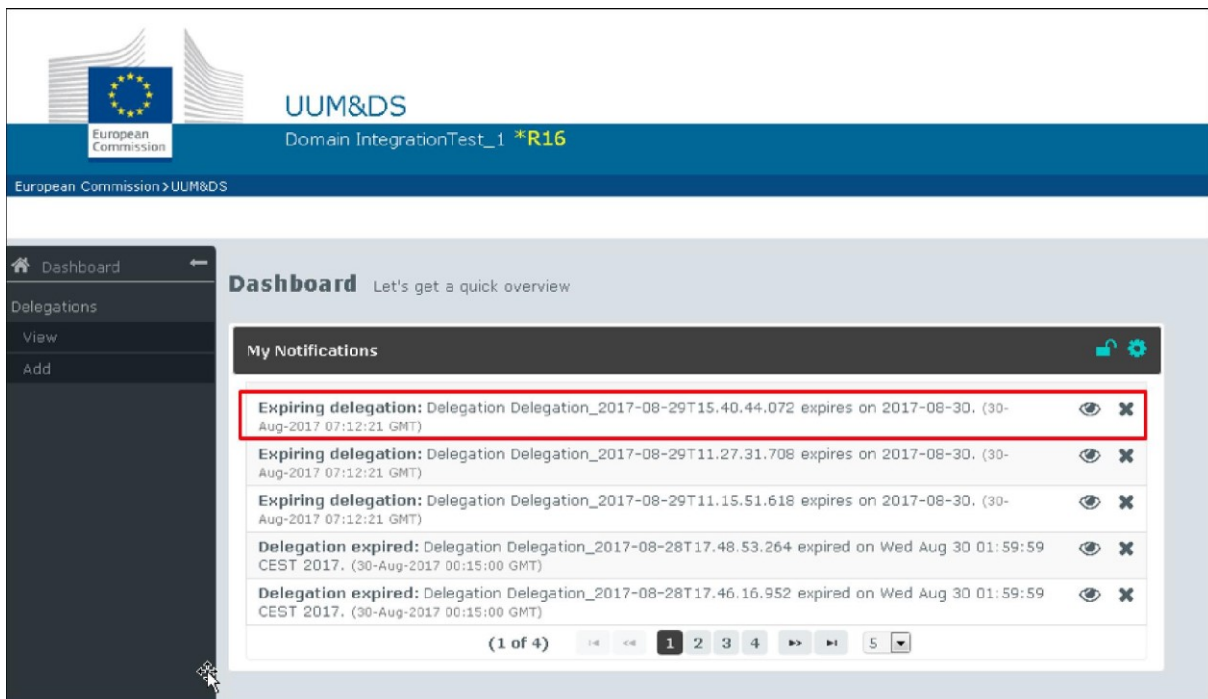 European
Commission
UUM&DS
Domain IntegrationTest_1 *R16
European Commission>UUM&DS
Dashboard
Delegations
View
Add
Dashboard Let's get a quick overview
My Notifications
Expiring delegation: Delegation Delegation_2017-08-29T15.40.44.072 expires on 2017-08-30. (30-
Aug-2017 07:12:21 GMT)
Expiring delegation: Delegation Delegation_2017-08-29T11.27.31.708 expires on 2017-08-30. (30-
Aug-2017 07:12:21 GMT)
Expiring delegation: Delegation Delegation_2017-08-29T11.15.51.618 expires on 2017-08-30. (30-
Aug-2017 07:12:21 GMT)
Delegation expired: Delegation Delegation_2017-08-28T17.48.53.264 expired on Wed Aug 30 01:59:59
CEST 2017. (30-Aug-2017 00:15:00 GMT)
Delegation expired: Delegation Delegation_2017-08-28T17.46.16.952 expired on Wed Aug 30 01:59:59
CEST 2017. (30-Aug-2017 00:15:00 GMT)
(1 of 4) 1 2 3 4 5